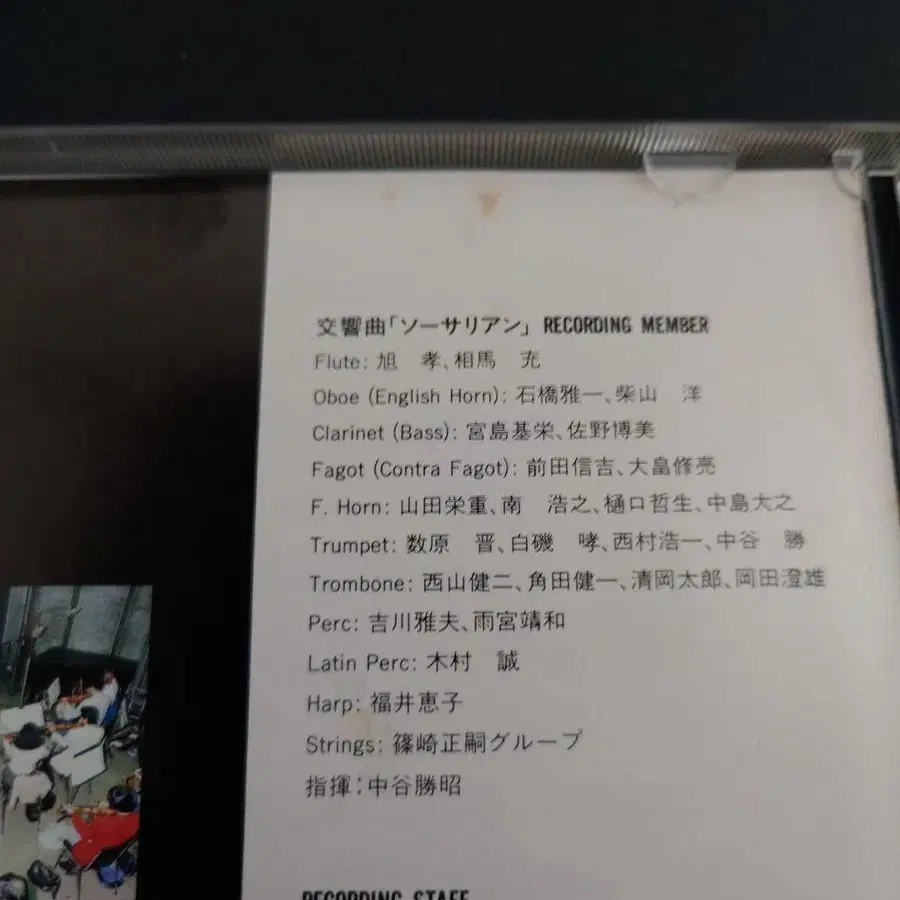 交響曲「ソーサリアン」 RECORDING MEMBER
Flute: 旭　孝、相馬　充
Oboe (English Horn): 石橋雅一、柴山　洋
Clarinet (Bass): 宮島基栄、佐野博美
Fagot (Contra Fagot): 前田信吉、大畠修亮
F. Horn: 山田栄重、南　浩之、樋口哲生、中島大之
Trumpet: 数原　晋、白磯　哮、西村浩一、中谷　勝
Trombone: 西山健二、角田健一、清岡太郎、岡田澄雄
Perc: 吉川雅夫、雨宮靖和
Latin Perc: 木村　誠
Harp: 福井恵子
Strings: 篠崎正嗣グループ
指揮：中谷勝昭
RECORDING STAFF